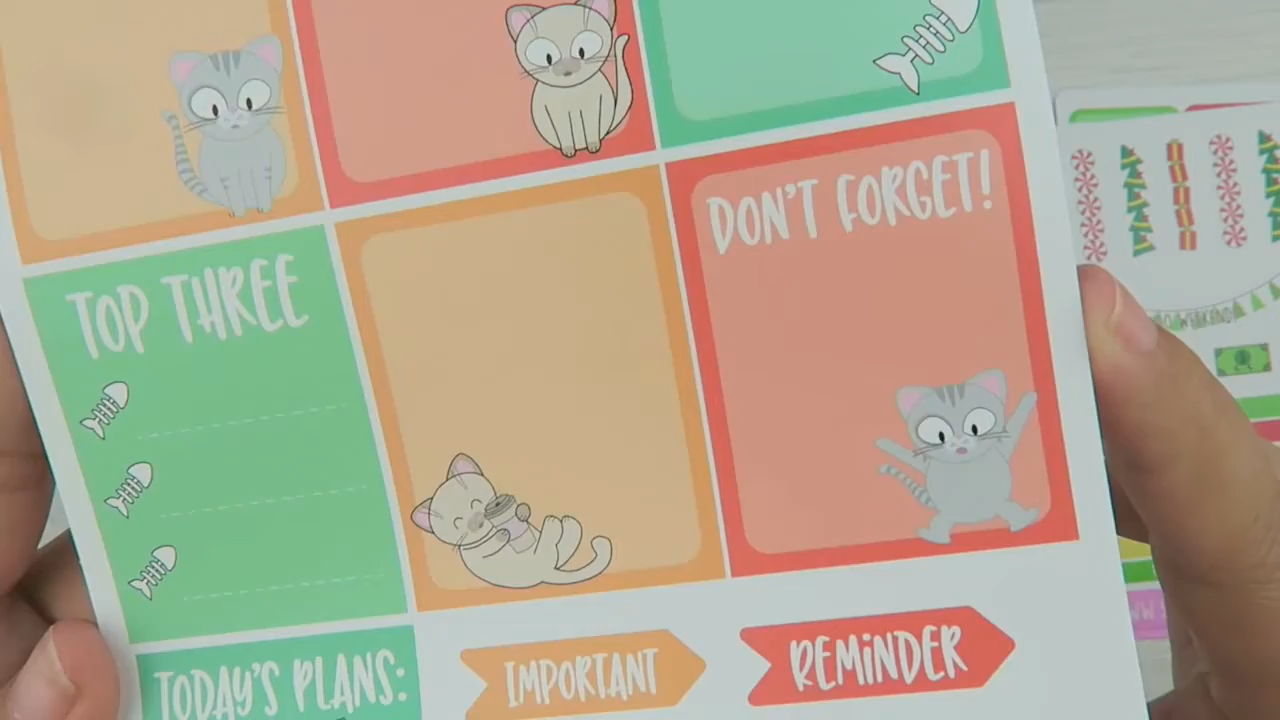 DON'T FORGET!
TOP THREE
TODAY'S PLANS:
IMPORTANT
REMINDER